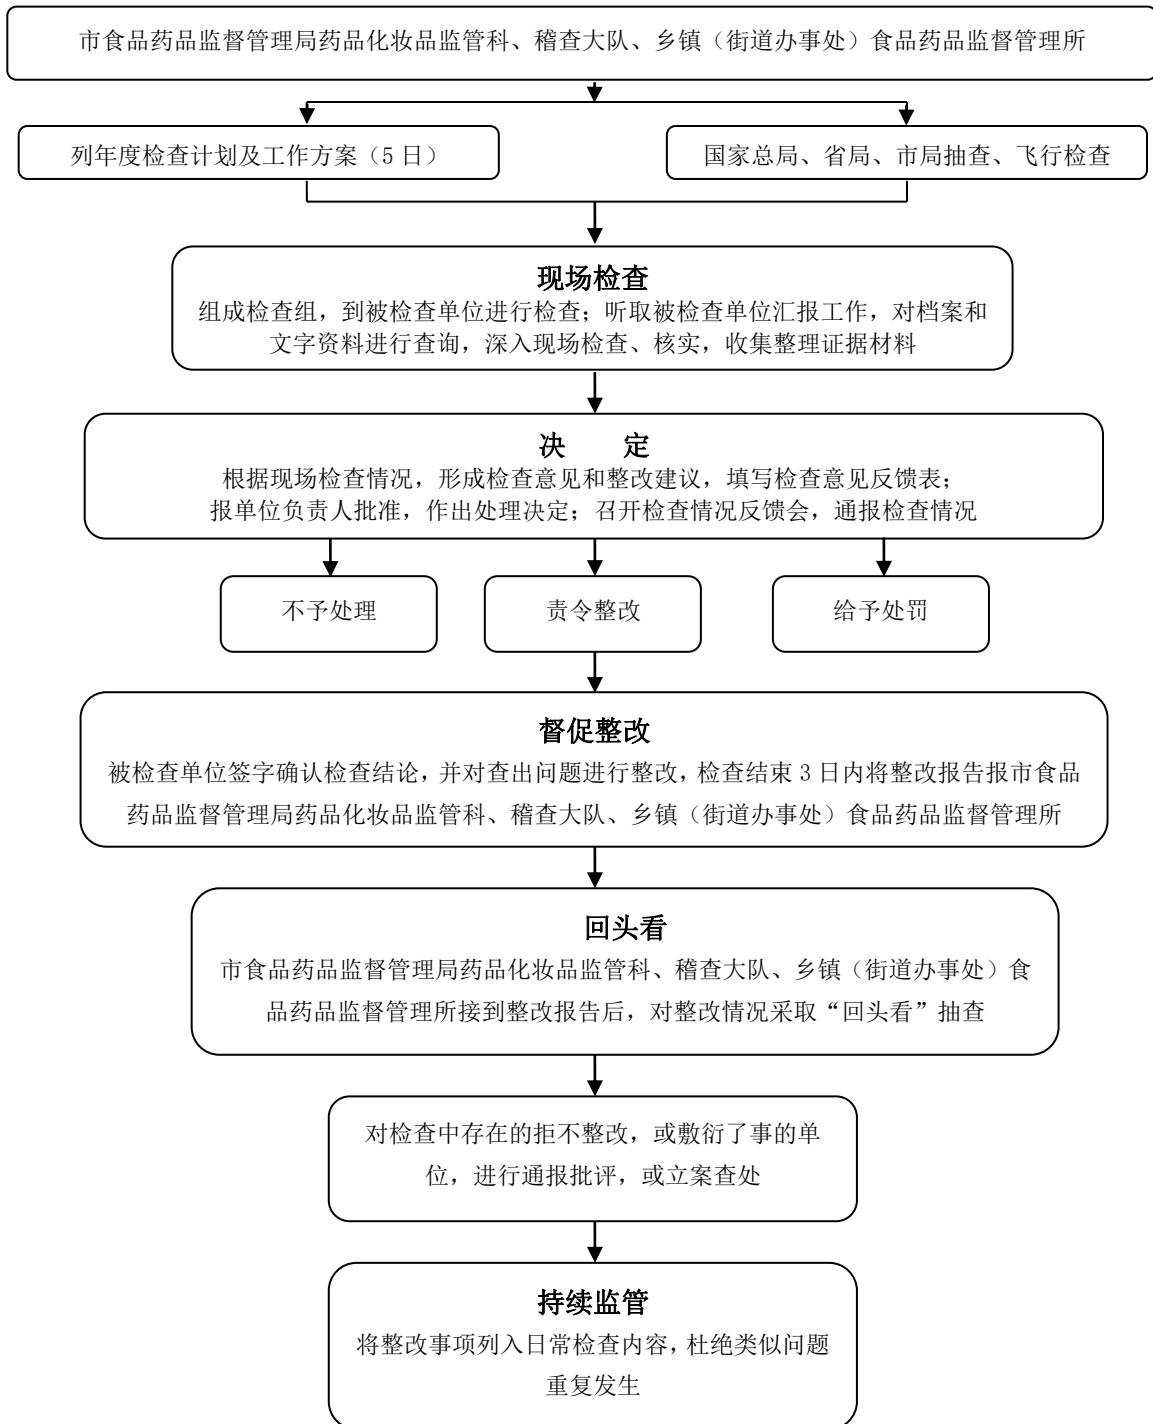 市食品药品监督管理局药品化妆品监管科、稽查大队、乡镇（街道办事处）食品药品监督管理所
列年度检查计划及工作方案（5 日）
国家总局、省局、市局抽查、飞行检查
现场检查
组成检查组，到被检查单位进行检查；听取被检查单位汇报工作，对档案和
文字资料进行查询，深入现场检查、核实，收集整理证据材料
决　　定
根据现场检查情况，形成检查意见和整改建议，填写检查意见反馈表；
报单位负责人批准，作出处理决定；召开检查情况反馈会，通报检查情况
不予处理
责令整改
给予处罚
督促整改
被检查单位签字确认检查结论，并对查出问题进行整改，检查结束 3 日内将整改报告报市食品
药品监督管理局药品化妆品监管科、稽查大队、乡镇（街道办事处）食品药品监督管理所
回头看
市食品药品监督管理局药品化妆品监管科、稽查大队、乡镇（街道办事处）食
品药品监督管理所接到整改报告后，对整改情况采取“回头看”抽查
对检查中存在的拒不整改，或敷衍了事的单
位，进行通报批评，或立案查处
持续监管
将整改事项列入日常检查内容，杜绝类似问题
重复发生